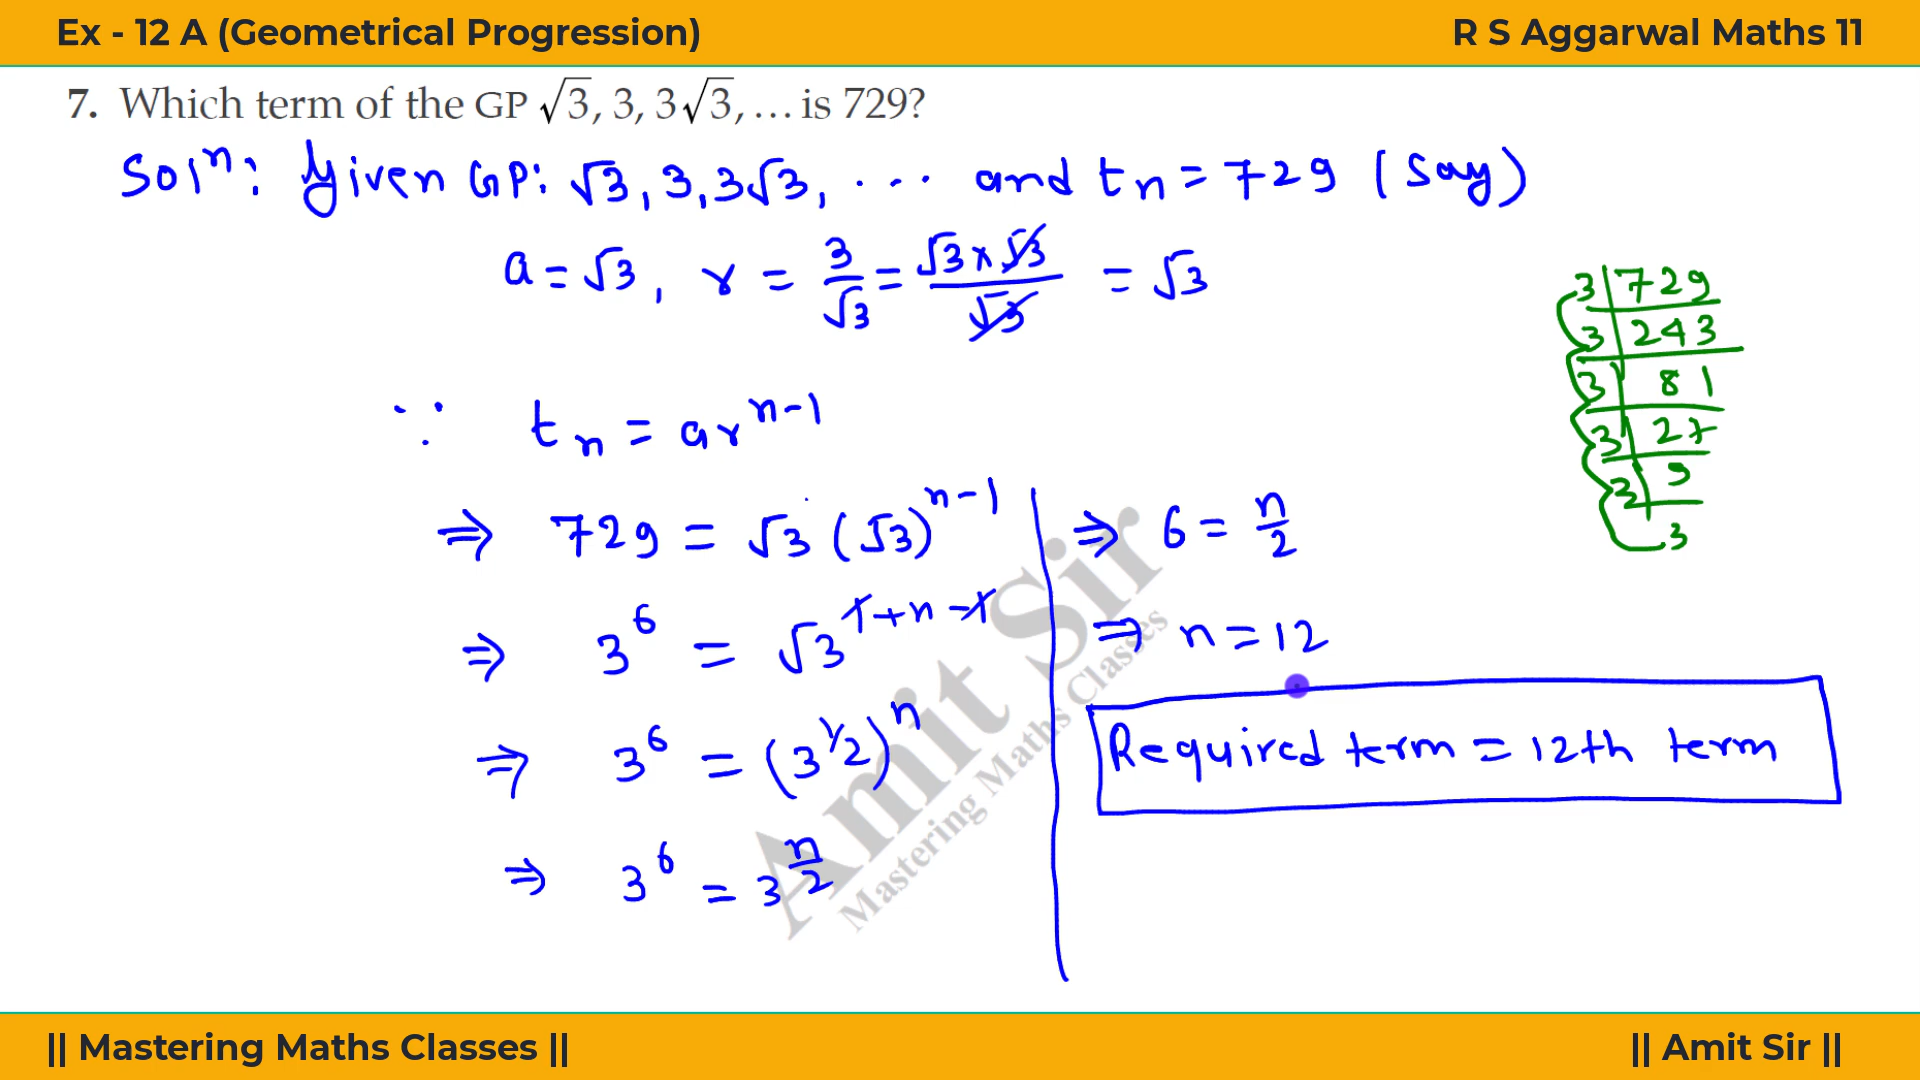 Ex - 12 A (Geometrical Progression)
R S Aggarwal Maths 11
7. Which term of the GP √3, 3, 3√3, ... is 729?
Solⁿ: Given GP: √3, 3, 3√3, ... and tn = 729 (say)
a = √3, r = 3/√3 = (√3 × √3)/√3 = √3
∵ tn = ar^(n-1)
⇒ 729 = √3 (√3)^(n-1)
⇒ 3^6 = √3^(1+n-1)
⇒ 3^6 = (3^(1/2))^n
⇒ 3^6 = 3^(n/2)
⇒ 6 = n/2
⇒ n = 12
Required term = 12th term
3 | 729
3 | 243
3 | 81
3 | 27
3 | 9
3
Amit Sir
Mastering Maths Classes
|| Mastering Maths Classes ||
|| Amit Sir ||